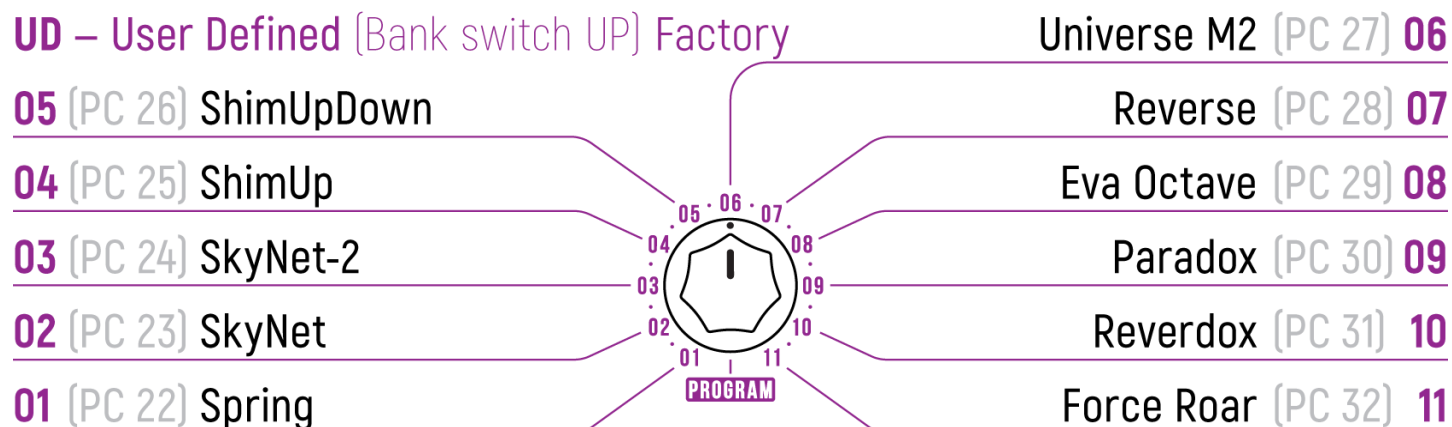 UD – User Defined (Bank switch UP) Factory
05 (PC 26) ShimUpDown
04 (PC 25) ShimUp
03 (PC 24) SkyNet-2
02 (PC 23) SkyNet
01 (PC 22) Spring
Universe M2 (PC 27) 06
Reverse (PC 28) 07
Eva Octave (PC 29) 08
Paradox (PC 30) 09
Reverdox (PC 31) 10
Force Roar (PC 32) 11
05 · 06 · 07
04 08
03 09
02 10
01 11
PROGRAM